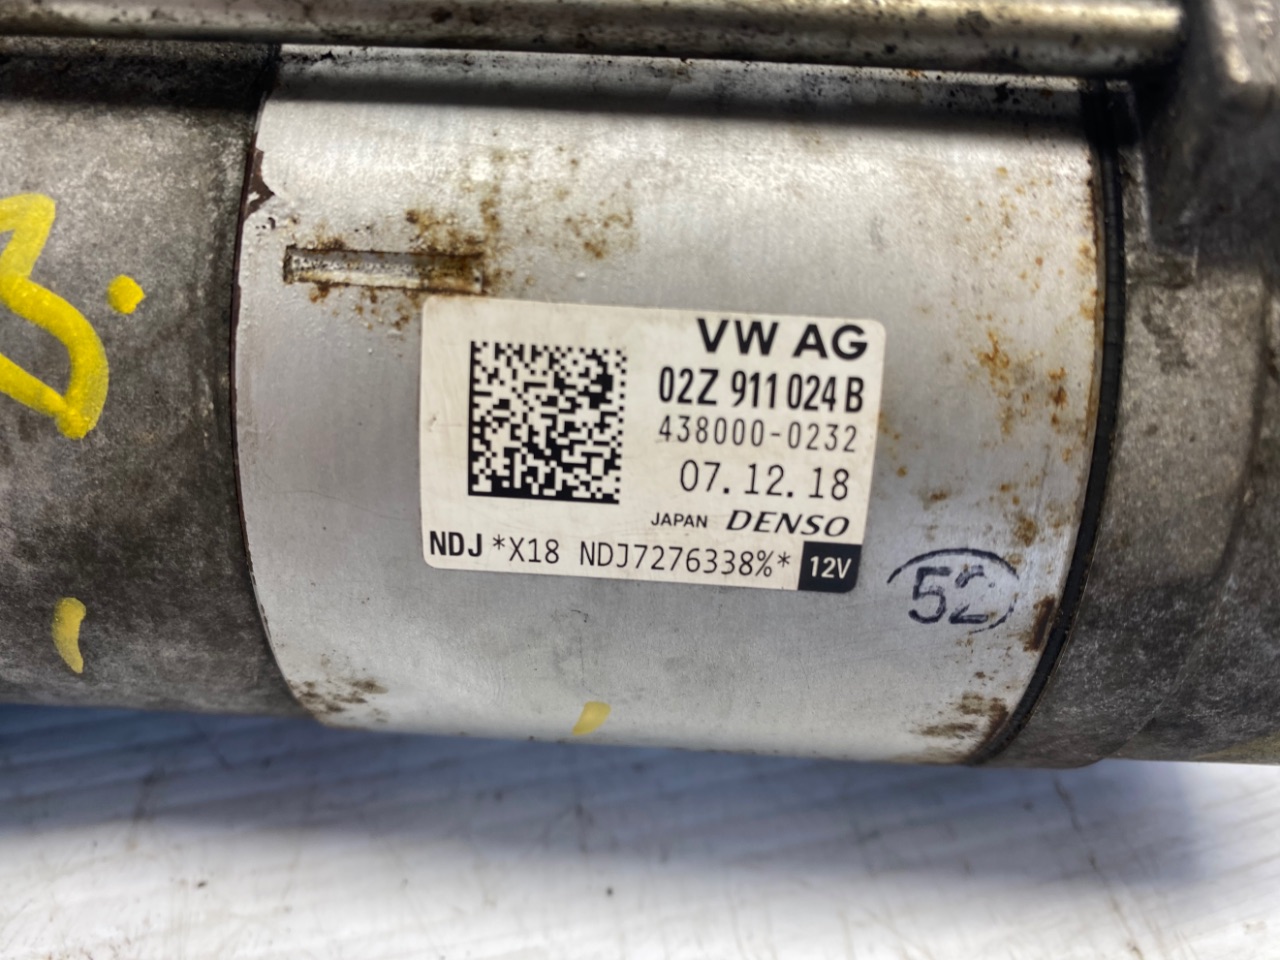 VW AG
02Z 911 024 B
438000-0232
07.12.18
JAPAN DENSO
NDJ *X18 NDJ7276338%* 12V
52